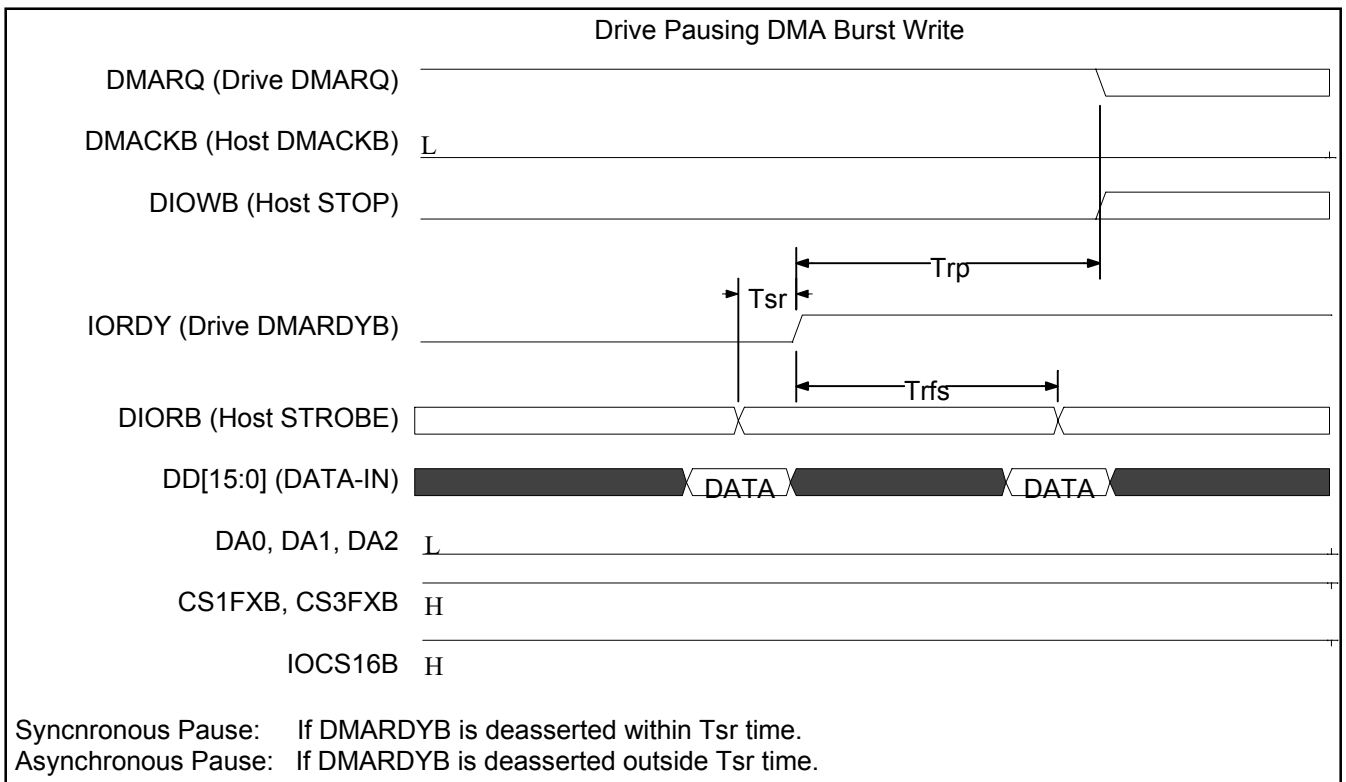 Drive Pausing DMA Burst Write
DMARQ (Drive DMARQ)
DMACKB (Host DMACKB) L
DIOWB (Host STOP)
Trp
Tsr
IORDY (Drive DMARDYB)
Trfs
DIORB (Host STROBE)
DD[15:0] (DATA-IN) DATA DATA
DA0, DA1, DA2 L
CS1FXB, CS3FXB H
IOCS16B H
Syncnronous Pause: If DMARDYB is deasserted within Tsr time.
Asynchronous Pause: If DMARDYB is deasserted outside Tsr time.